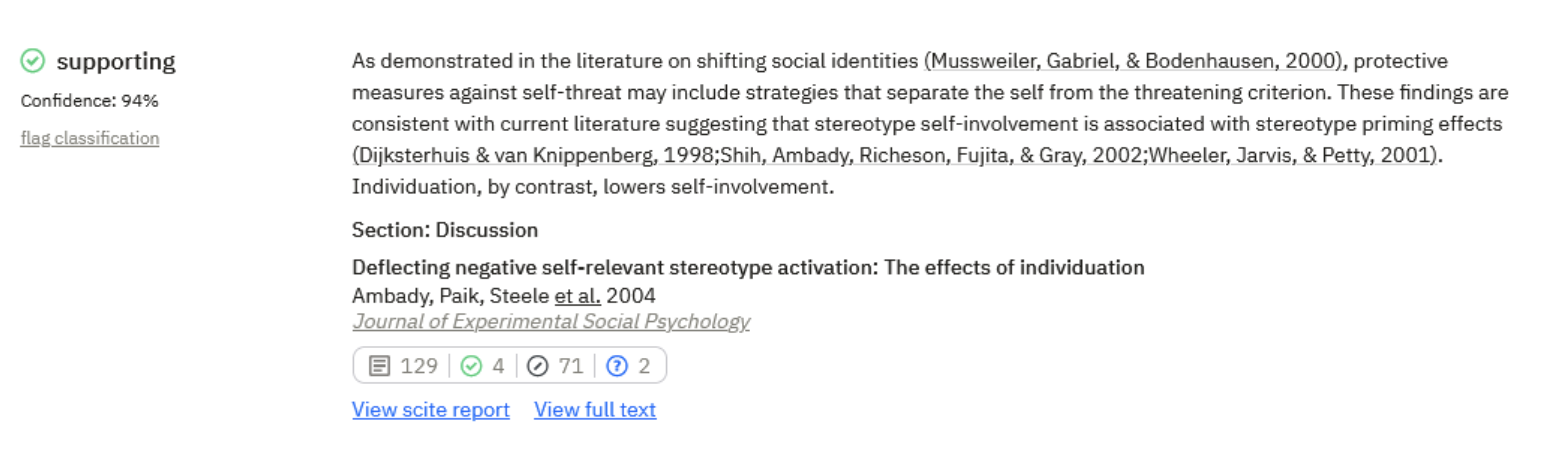 supporting
Confidence: 94%
flag classification
As demonstrated in the literature on shifting social identities (Mussweiler, Gabriel, & Bodenhausen, 2000), protective
measures against self-threat may include strategies that separate the self from the threatening criterion. These findings are
consistent with current literature suggesting that stereotype self-involvement is associated with stereotype priming effects
(Dijksterhuis & van Knippenberg, 1998;Shih, Ambady, Richeson, Fujita, & Gray, 2002;Wheeler, Jarvis, & Petty, 2001).
Individuation, by contrast, lowers self-involvement.
Section: Discussion
Deflecting negative self-relevant stereotype activation: The effects of individuation
Ambady, Paik, Steele et al. 2004
Journal of Experimental Social Psychology
129 4 71 2
View scite report View full text